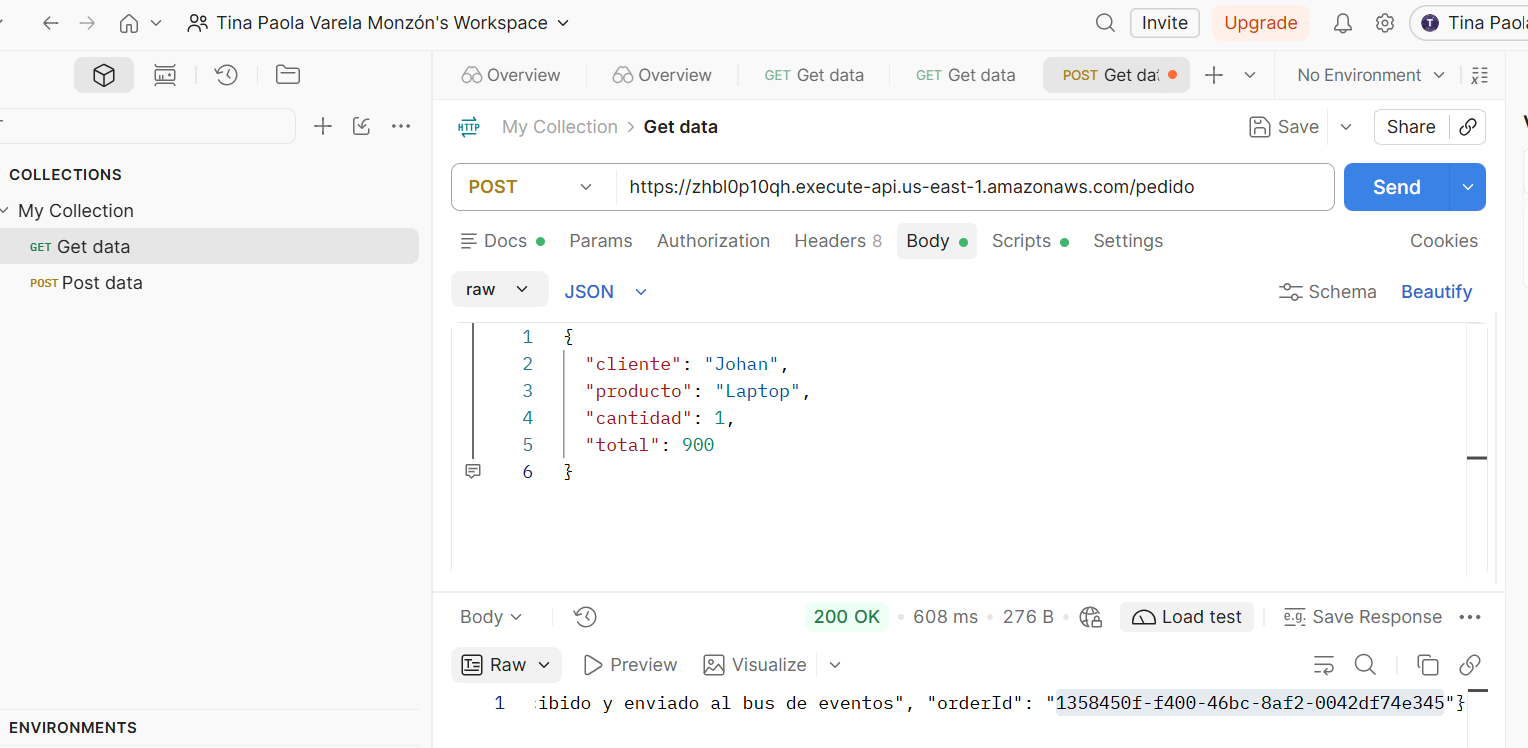 Tina Paola Varela Monzón's Workspace
Invite
Upgrade
T
Tina Paol
Overview
Overview
GET Get data
GET Get data
POST Get dat
No Environment
My Collection > Get data
Save
Share
COLLECTIONS
My Collection
GET Get data
POST Post data
POST
https://zhbl0p10qh.execute-api.us-east-1.amazonaws.com/pedido
Send
Docs
Params
Authorization
Headers 8
Body
Scripts
Settings
Cookies
raw
JSON
Schema
Beautify
1 {
2 "cliente": "Johan",
3 "producto": "Laptop",
4 "cantidad": 1,
5 "total": 900
6 }
Body
200 OK • 608 ms • 276 B
Load test
e.g. Save Response
Raw
Preview
Visualize
1 ibido y enviado al bus de eventos", "orderId": "1358450f-f400-46bc-8af2-0042df74e345"}
ENVIRONMENTS